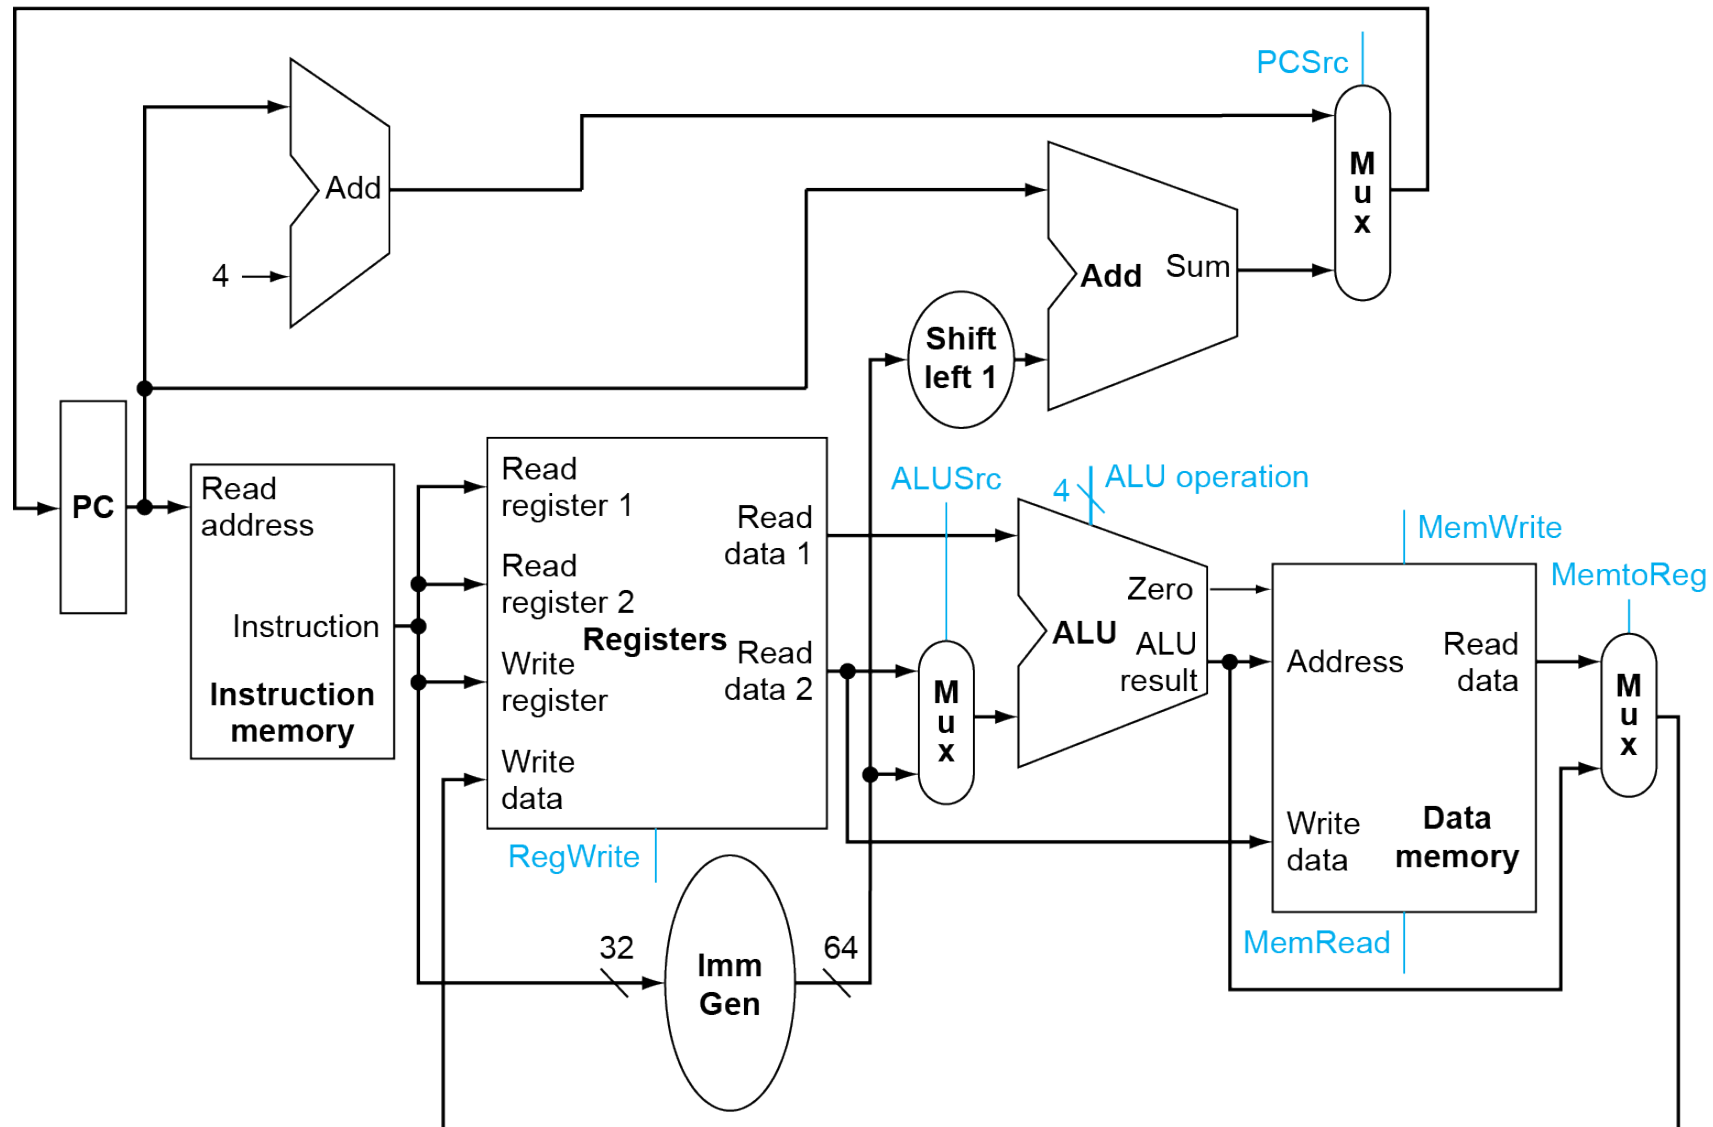 PCSrc
M
u
x
Add
4
Add
Sum
Shift
left 1
PC
Read
address
Instruction
Instruction
memory
Read
register 1
Read
register 2
Write
register
Write
data
Registers
Read
data 1
Read
data 2
RegWrite
ALUSrc
M
u
x
4
ALU operation
Zero
ALU
ALU
result
MemWrite
Address
Read
data
Write
data
Data
memory
MemRead
MemtoReg
M
u
x
32
Imm
Gen
64